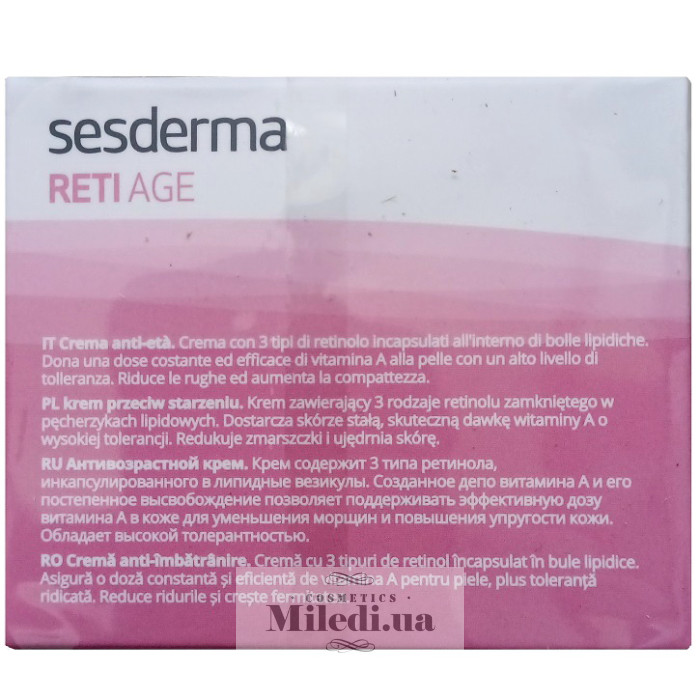 sesderma
RETI AGE
IT Crema anti-età. Crema con 3 tipi di retinolo incapsulati all'interno di bolle lipidiche.
Dona una dose costante ed efficace di vitamina A alla pelle con un alto livello di
tolleranza. Riduce le rughe ed aumenta la compattezza.
PL krem przeciw starzeniu. Krem zawierający 3 rodzaje retinolu zamkniętego w
pęcherzykach lipidowych. Dostarcza skórze stałą, skuteczną dawkę witaminy A o
wysokiej tolerancji. Redukuje zmarszczki i ujędrnia skórę.
RU Антивозрастной крем. Крем содержит 3 типа ретинола,
инкапсулированного в липидные везикулы. Созданное депо витамина А и его
постепенное высвобождение позволяет поддерживать эффективную дозу
витамина А в коже для уменьшения морщин и повышения упругости кожи.
Обладает высокой толерантностью.
RO Cremă anti-îmbătrânire. Cremă cu 3 tipuri de retinol încapsulat în bule lipidice.
Asigură o doză constantă și eficientă de vitamina A pentru piele, plus toleranță
ridicată. Reduce ridurile și crește
COSMETICS
Miledi.ua